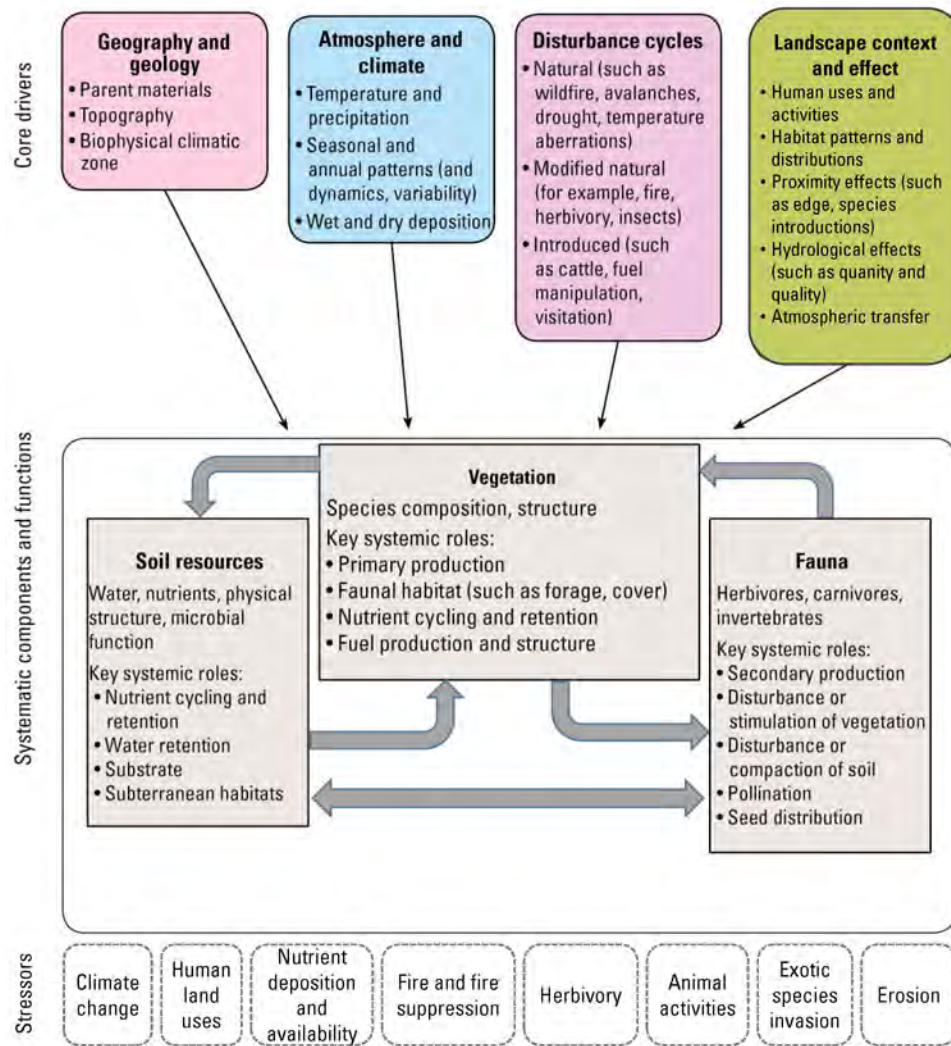 Core drivers
Geography and
geology
• Parent materials
• Topography
• Biophysical climatic
zone
Atmosphere and
climate
• Temperature and
precipitation
• Seasonal and
annual patterns (and
dynamics, variability)
• Wet and dry deposition
Disturbance cycles
• Natural (such as
wildfire, avalanches,
drought, temperature
aberrations)
• Modified natural
(for example, fire,
herbivory, insects)
• Introduced (such
as cattle, fuel
manipulation,
visitation)
Landscape context
and effect
• Human uses and
activities
• Habitat patterns and
distributions
• Proximity effects (such
as edge, species
introductions)
• Hydrological effects
(such as quanity and
quality)
• Atmospheric transfer
Systematic components and functions
Soil resources
Water, nutrients, physical
structure, microbial
function
Key systemic roles:
• Nutrient cycling and
retention
• Water retention
• Substrate
• Subterranean habitats
Vegetation
Species composition, structure
Key systemic roles:
• Primary production
• Faunal habitat (such as forage, cover)
• Nutrient cycling and retention
• Fuel production and structure
Fauna
Herbivores, carnivores,
invertebrates
Key systemic roles:
• Secondary production
• Disturbance or
stimulation of vegetation
• Disturbance or
compaction of soil
• Pollination
• Seed distribution
Stressors
Climate
change
Human
land
uses
Nutrient
deposition
and
availability
Fire and fire
suppression
Herbivory
Animal
activities
Exotic
species
invasion
Erosion